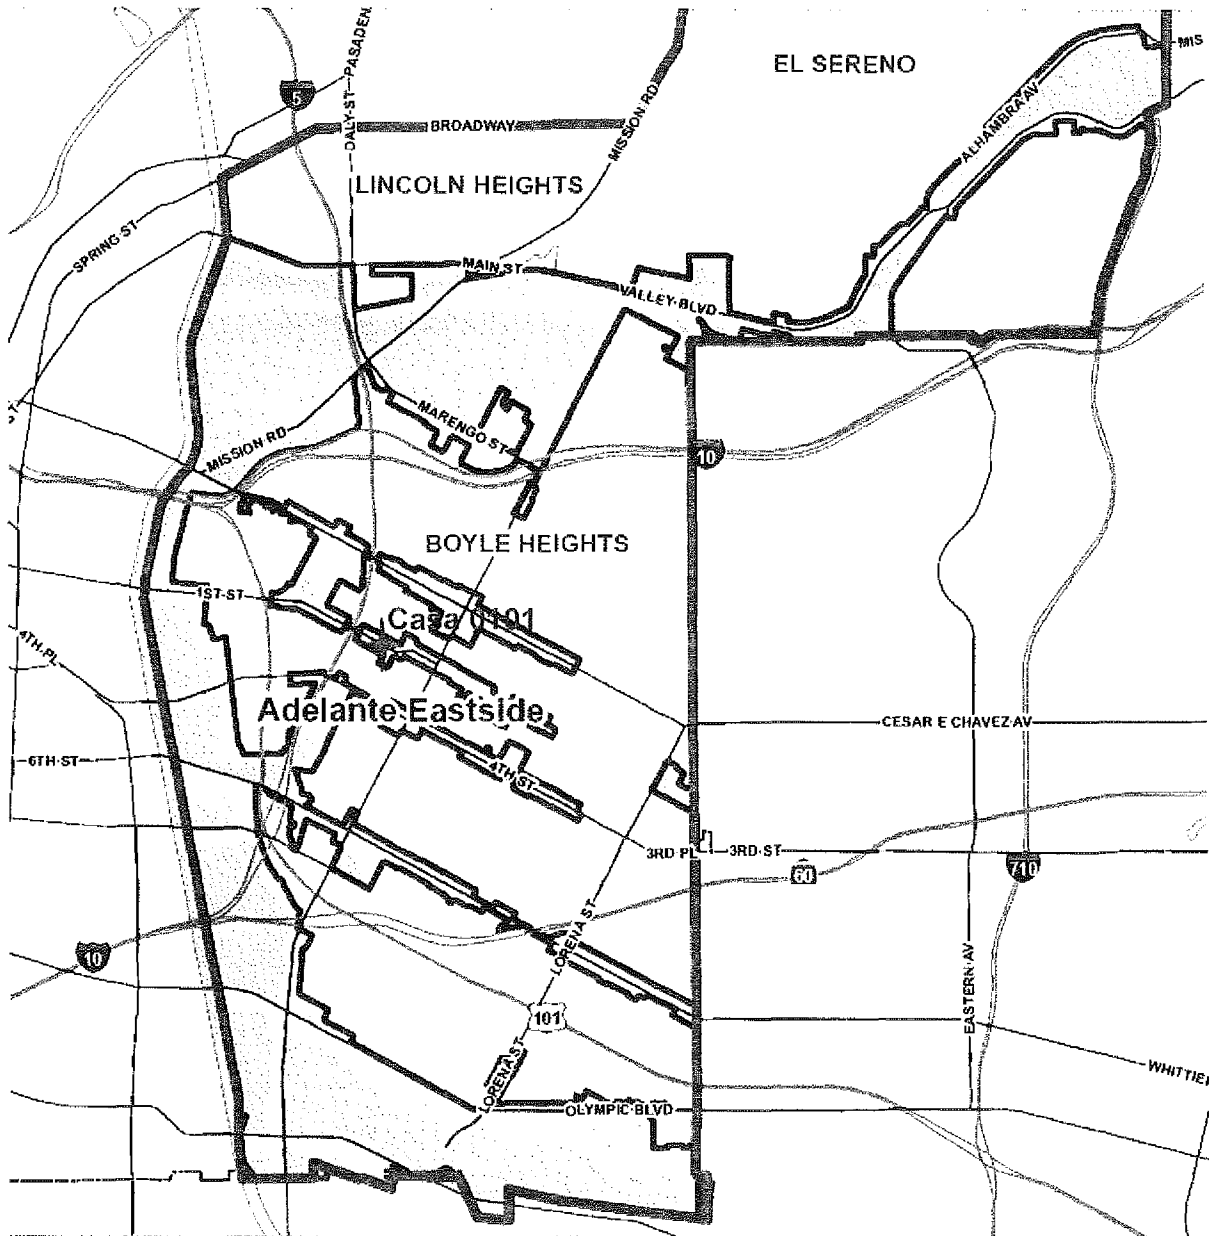 EL SERENO
MIS
5
DALY ST
PASADEN
MISSION RD
ALHAMBRA AV
BROADWAY
LINCOLN HEIGHTS
SPRING ST
MAIN ST
VALLEY BLVD
MARENGO ST
MISSION RD
10
BOYLE HEIGHTS
1ST ST
Casa 0101
4TH PL
Adelante Eastside
CESAR E CHAVEZ AV
6TH ST
4TH ST
3RD PL
3RD ST
60
710
LORENA ST
10
EASTERN AV
101
LORENA ST
WHITTIER
OLYMPIC BLVD